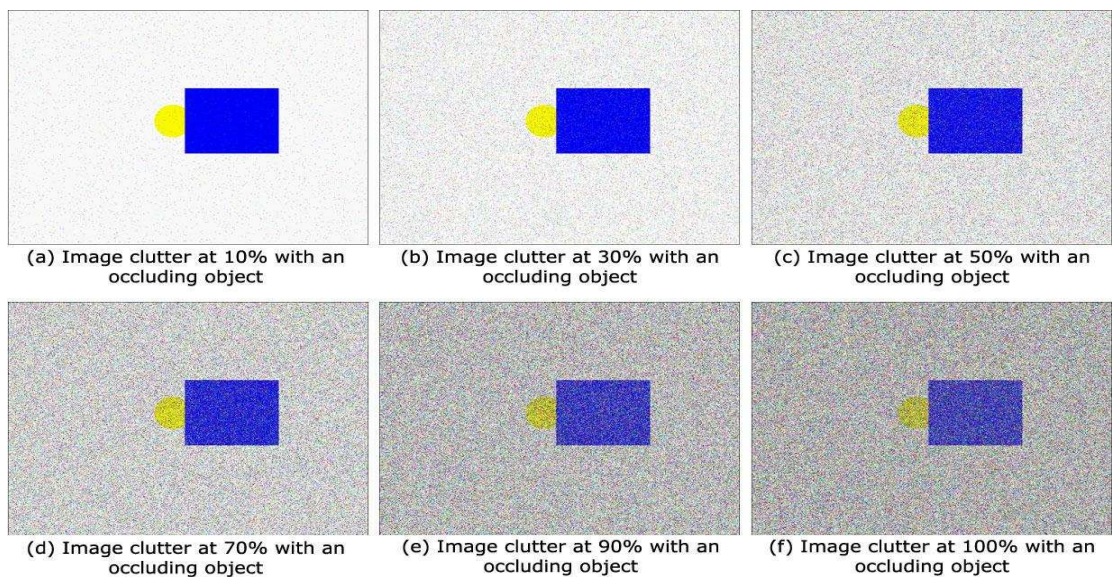 (a) Image clutter at 10% with an
occluding object
(b) Image clutter at 30% with an
occluding object
(c) Image clutter at 50% with an
occluding object
(d) Image clutter at 70% with an
occluding object
(e) Image clutter at 90% with an
occluding object
(f) Image clutter at 100% with an
occluding object